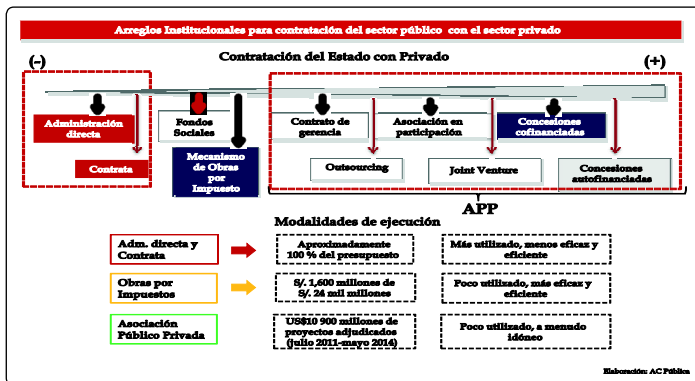 Arreglos Institucionales para contratación del sector público con el sector privado
Contratación del Estado con Privado
(-)
(+)
Administración
directa
Fondos
Sociales
Contrato de
gerencia
Asociación en
participación
Concesiones
cofinanciadas
Contrata
Mecanismo
de Obras
por
Impuesto
Outsourcing
Joint Venture
Concesiones
autofinanciadas
APP
Modalidades de ejecución
Adm. directa y
Contrata
Aproximadamente
100 % del presupuesto
Más utilizado, menos eficaz y
eficiente
Obras por
Impuestos
S/. 1,600 millones de
S/. 24 mil millones
Poco utilizado, más eficaz y
eficiente
Asociación
Público Privada
US$10 900 millones de
proyectos adjudicados
(julio 2011-mayo 2014)
Poco utilizado, a menudo
idóneo
Elaboración: AC Pública